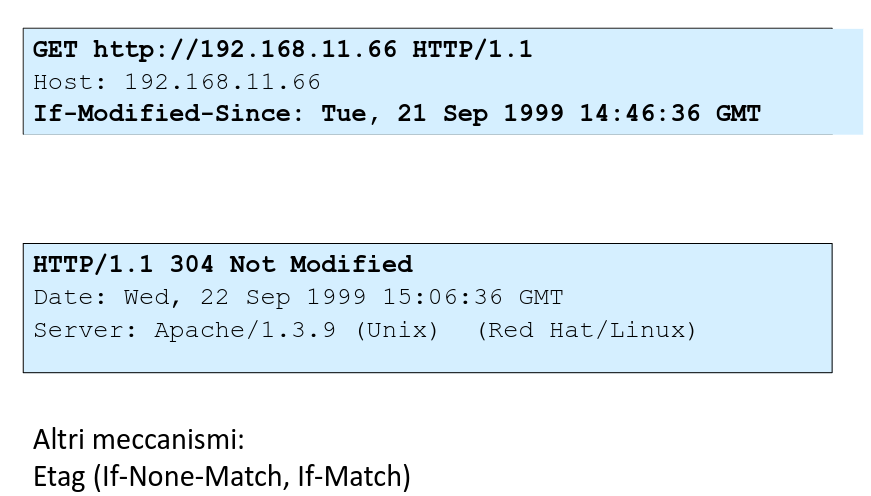 GET http://192.168.11.66 HTTP/1.1
Host: 192.168.11.66
If-Modified-Since: Tue, 21 Sep 1999 14:46:36 GMT
HTTP/1.1 304 Not Modified
Date: Wed, 22 Sep 1999 15:06:36 GMT
Server: Apache/1.3.9 (Unix)  (Red Hat/Linux)
Altri meccanismi:
Etag (If-None-Match, If-Match)